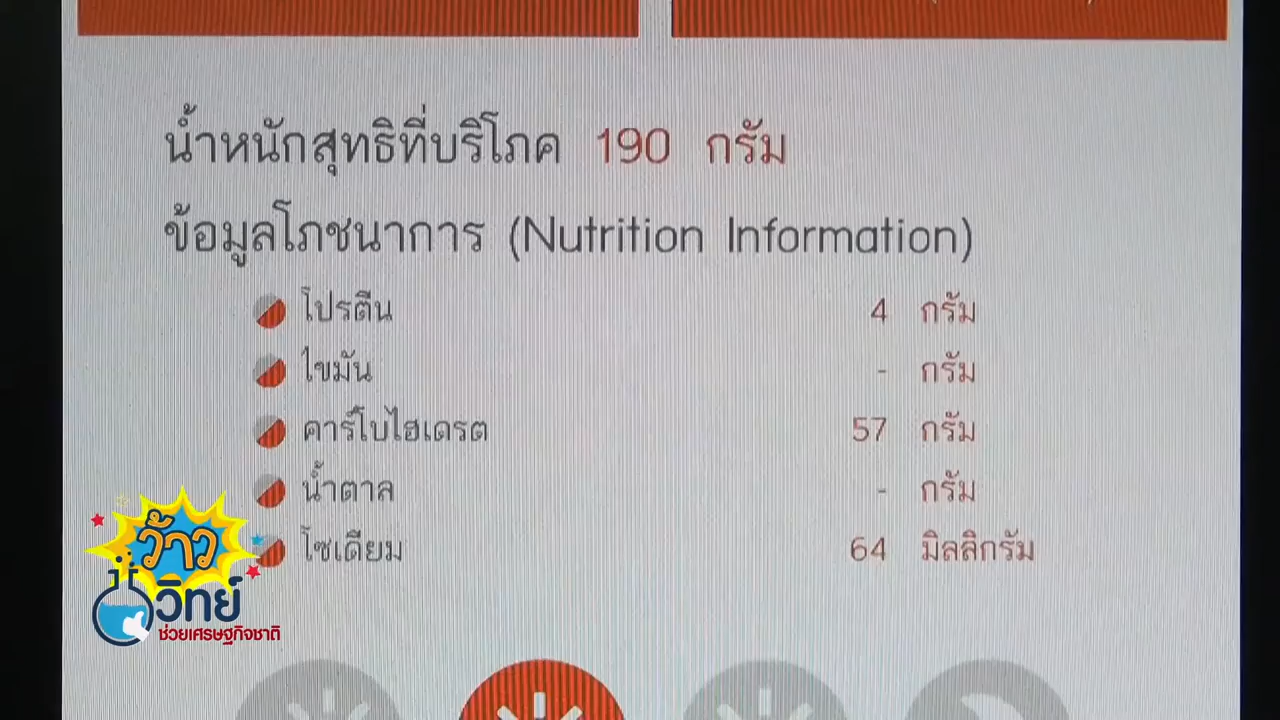 น้ำหนักสุทธิที่บริโภค 190 กรัม
ข้อมูลโภชนาการ (Nutrition Information)
โปรตีน 4 กรัม
ไขมัน - กรัม
คาร์โบไฮเดรต 57 กรัม
น้ำตาล - กรัม
โซเดียม 64 มิลลิกรัม
ว้าว
วิทย์
ช่วยเศรษฐกิจชาติ